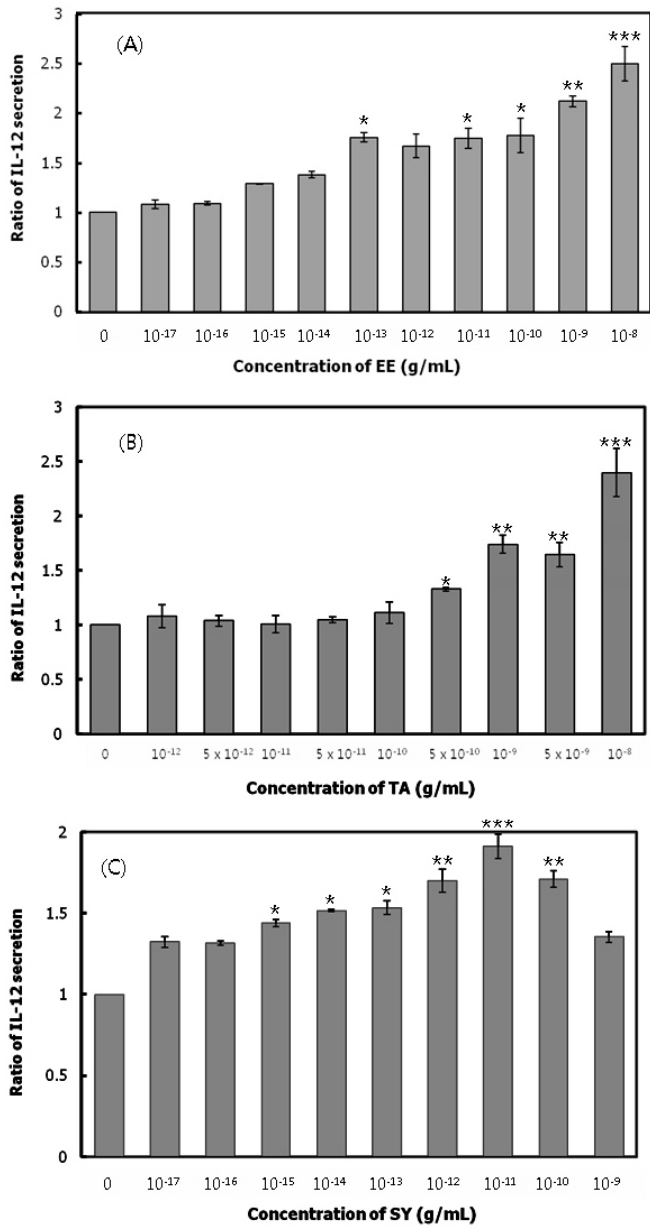 (A)
Ratio of IL-12 secretion
3
2.5
2
1.5
1
0.5
0
*
*
*
**
***
0 10⁻¹⁷ 10⁻¹⁶ 10⁻¹⁵ 10⁻¹⁴ 10⁻¹³ 10⁻¹² 10⁻¹¹ 10⁻¹⁰ 10⁻⁹ 10⁻⁸
Concentration of EE (g/mL)
(B)
Ratio of IL-12 secretion
3
2.5
2
1.5
1
0.5
0
*
**
**
***
0 10⁻¹² 5 x 10⁻¹² 10⁻¹¹ 5 x 10⁻¹¹ 10⁻¹⁰ 5 x 10⁻¹⁰ 10⁻⁹ 5 x 10⁻⁹ 10⁻⁸
Concentration of TA (g/mL)
(C)
Ratio of IL-12 secretion
2
1.5
1
0.5
0
*
*
*
**
***
**
0 10⁻¹⁷ 10⁻¹⁶ 10⁻¹⁵ 10⁻¹⁴ 10⁻¹³ 10⁻¹² 10⁻¹¹ 10⁻¹⁰ 10⁻⁹
Concentration of SY (g/mL)